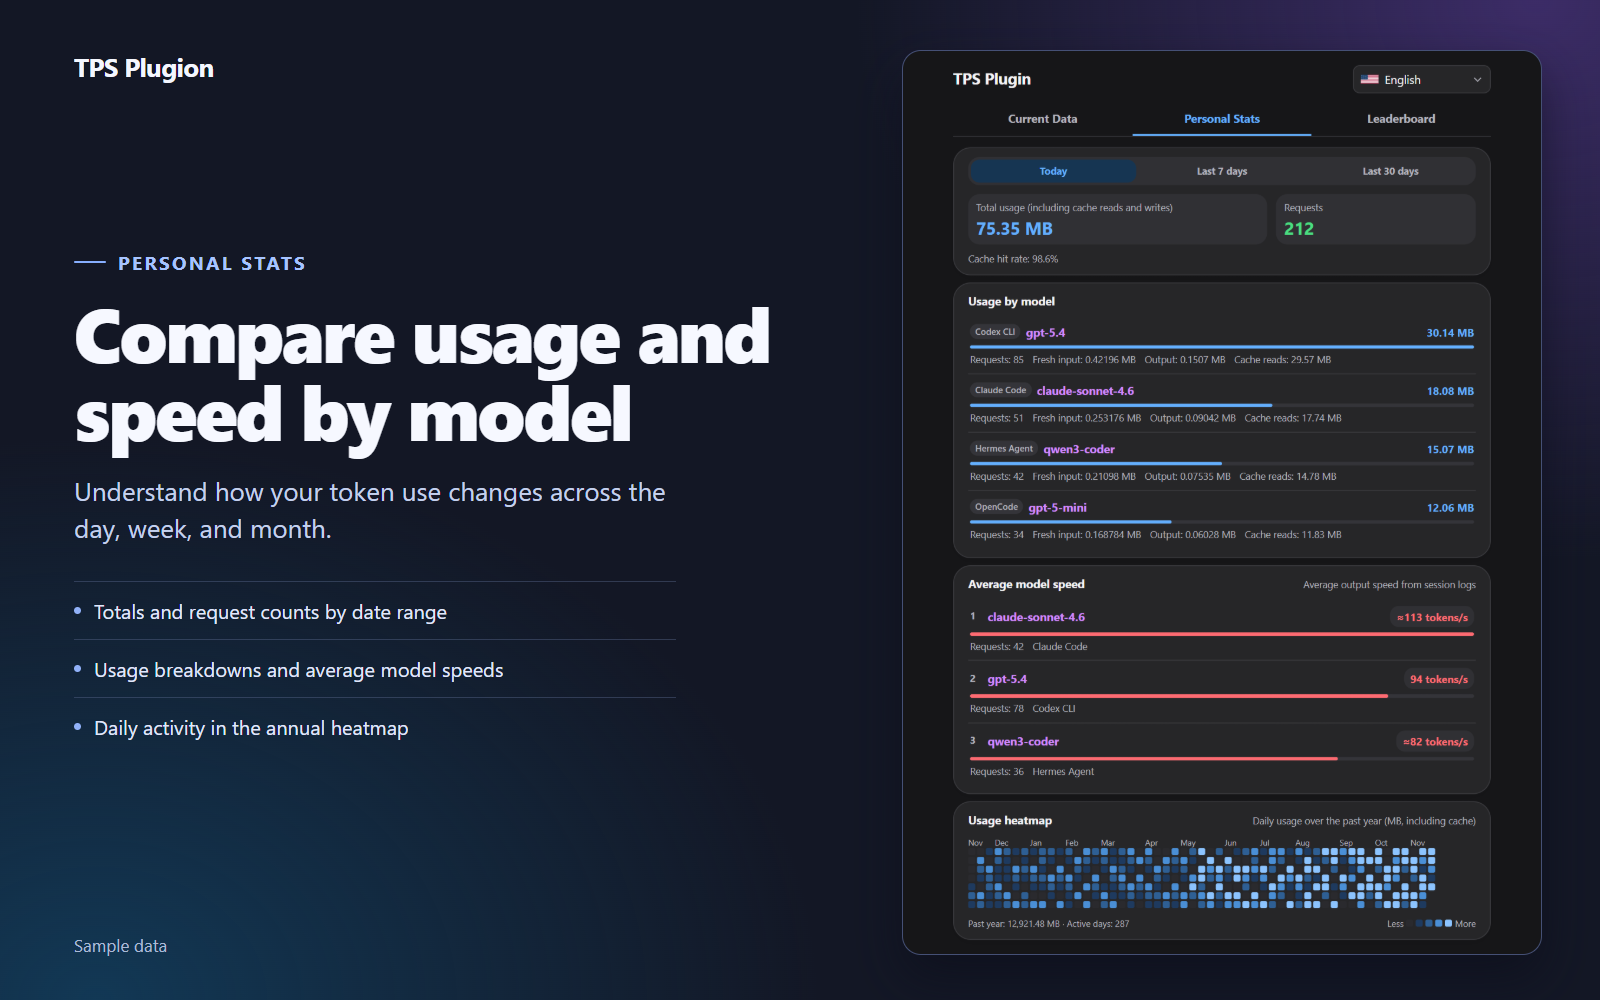 TPS Plugion
PERSONAL STATS
Compare usage and
speed by model
Understand how your token use changes across the
day, week, and month.
• Totals and request counts by date range
• Usage breakdowns and average model speeds
• Daily activity in the annual heatmap
Sample data
TPS Plugin
English
Current Data Personal Stats Leaderboard
Today Last 7 days Last 30 days
Total usage (including cache reads and writes) Requests
75.35 MB 212
Cache hit rate: 98.6%
Usage by model
Codex CLI gpt-5.4 30.14 MB
Requests: 85 Fresh input: 0.42196 MB Output: 0.1507 MB Cache reads: 29.57 MB
Claude Code claude-sonnet-4.6 18.08 MB
Requests: 51 Fresh input: 0.253176 MB Output: 0.09042 MB Cache reads: 17.74 MB
Hermes Agent qwen3-coder 15.07 MB
Requests: 42 Fresh input: 0.21098 MB Output: 0.07535 MB Cache reads: 14.78 MB
OpenCode gpt-5-mini 12.06 MB
Requests: 34 Fresh input: 0.168784 MB Output: 0.06028 MB Cache reads: 11.83 MB
Average model speed Average output speed from session logs
1 claude-sonnet-4.6 ≈113 tokens/s
Requests: 42 Claude Code
2 gpt-5.4 94 tokens/s
Requests: 78 Codex CLI
3 qwen3-coder ≈82 tokens/s
Requests: 36 Hermes Agent
Usage heatmap Daily usage over the past year (MB, including cache)
Nov Dec Jan Feb Mar Apr May Jun Jul Aug Sep Oct Nov
Past year: 12,921.48 MB · Active days: 287 Less More